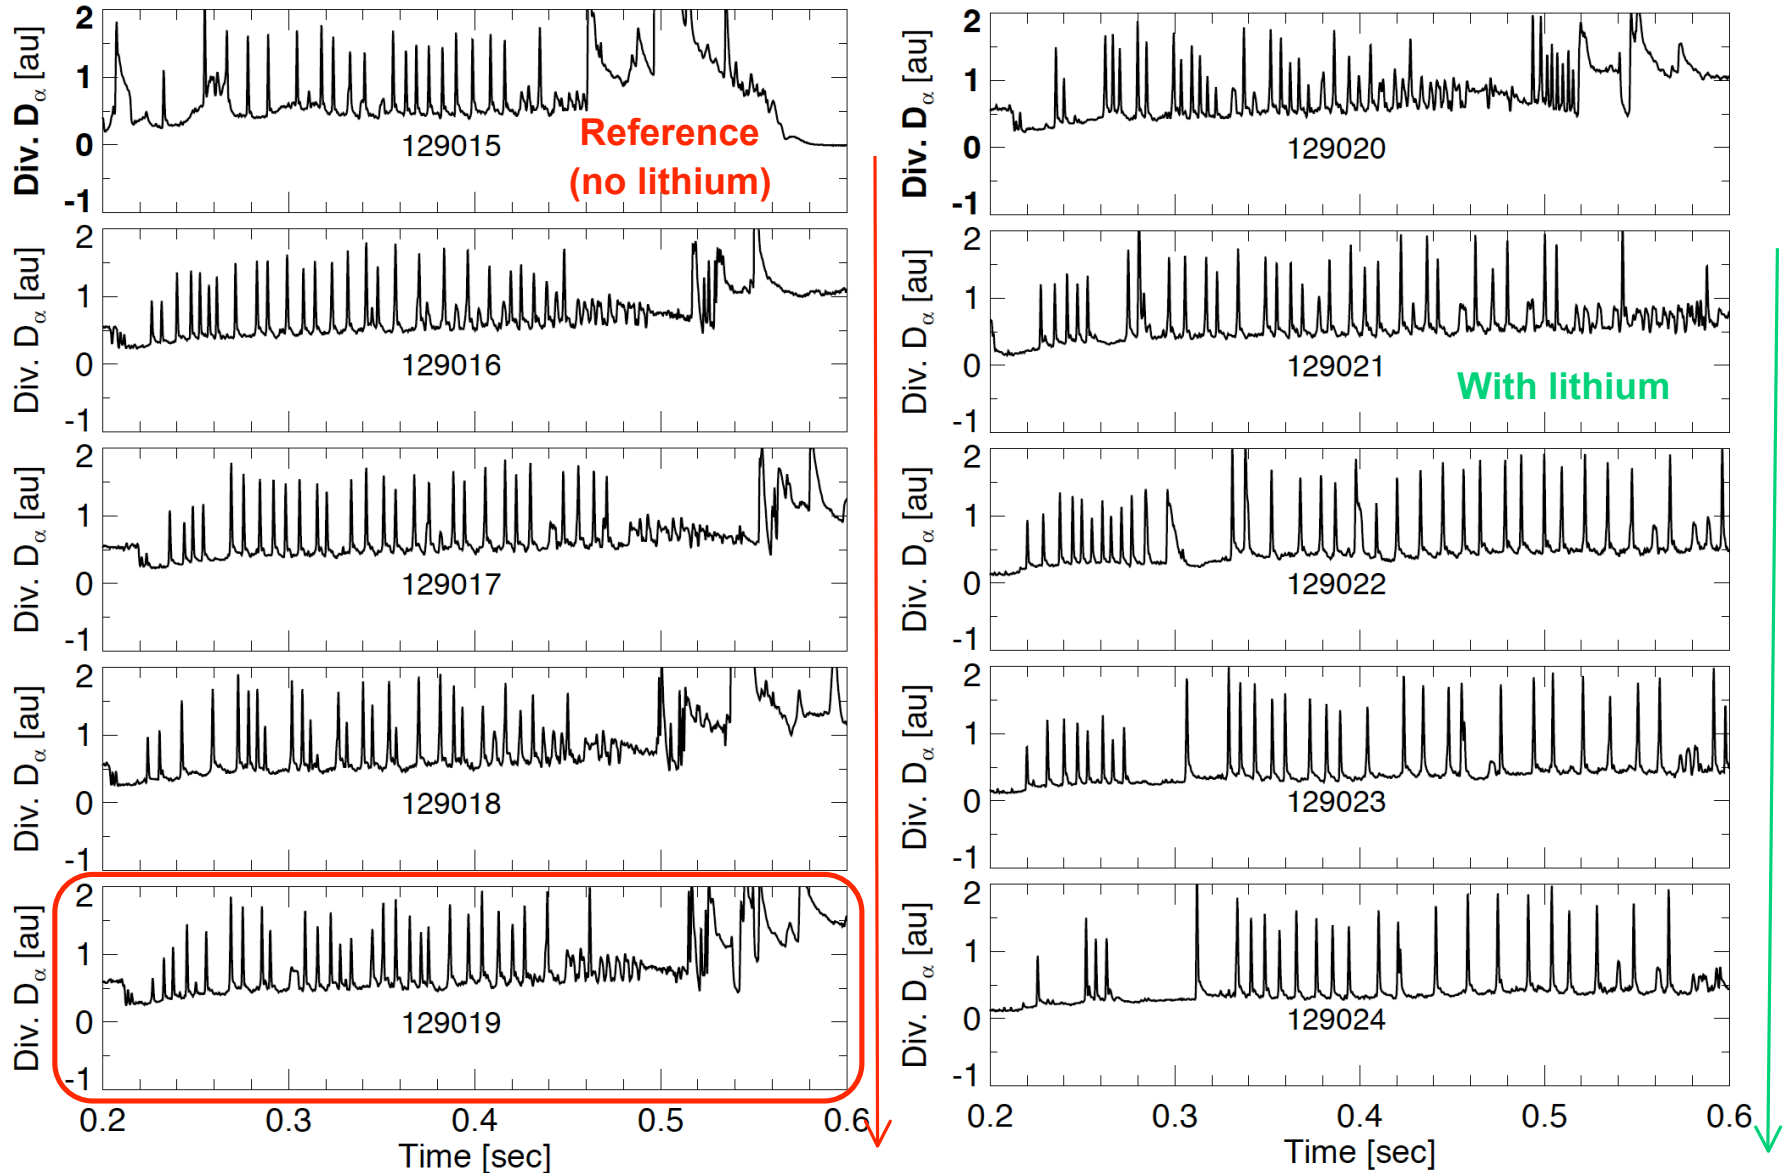 Div. Dα [au]
2
1
0
-1
129015
Reference
(no lithium)
Div. Dα [au]
2
1
0
-1
129016
Div. Dα [au]
2
1
0
-1
129017
Div. Dα [au]
2
1
0
-1
129018
Div. Dα [au]
2
1
0
-1
129019
0.2 0.3 0.4 0.5 0.6
Time [sec]
Div. Dα [au]
2
1
0
-1
129020
Div. Dα [au]
2
1
0
-1
129021
With lithium
Div. Dα [au]
2
1
0
-1
129022
Div. Dα [au]
2
1
0
-1
129023
Div. Dα [au]
2
1
0
-1
129024
0.2 0.3 0.4 0.5 0.6
Time [sec]